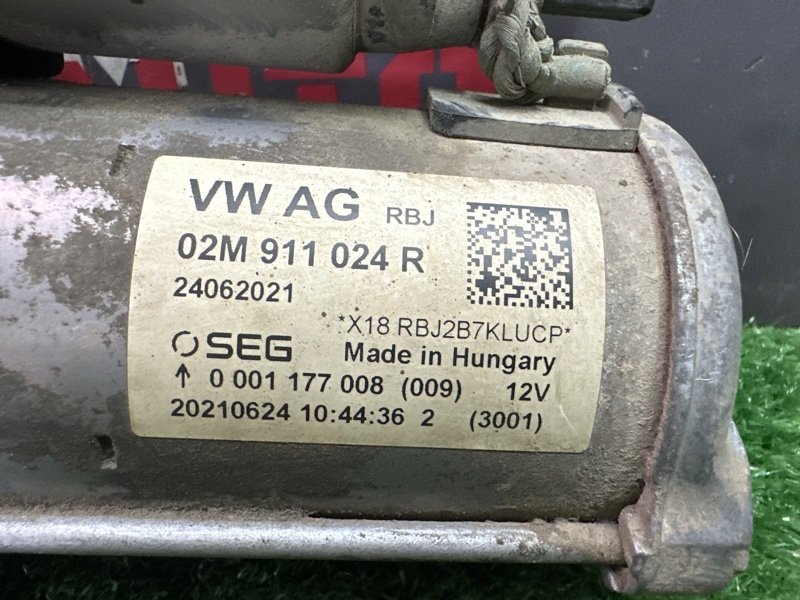 VW AG RBJ
02M 911 024 R
24062021
*X18 RBJ2B7KLUCP*
SEG Made in Hungary
↑ 0 001 177 008 (009) 12V
20210624 10:44:36 2 (3001)